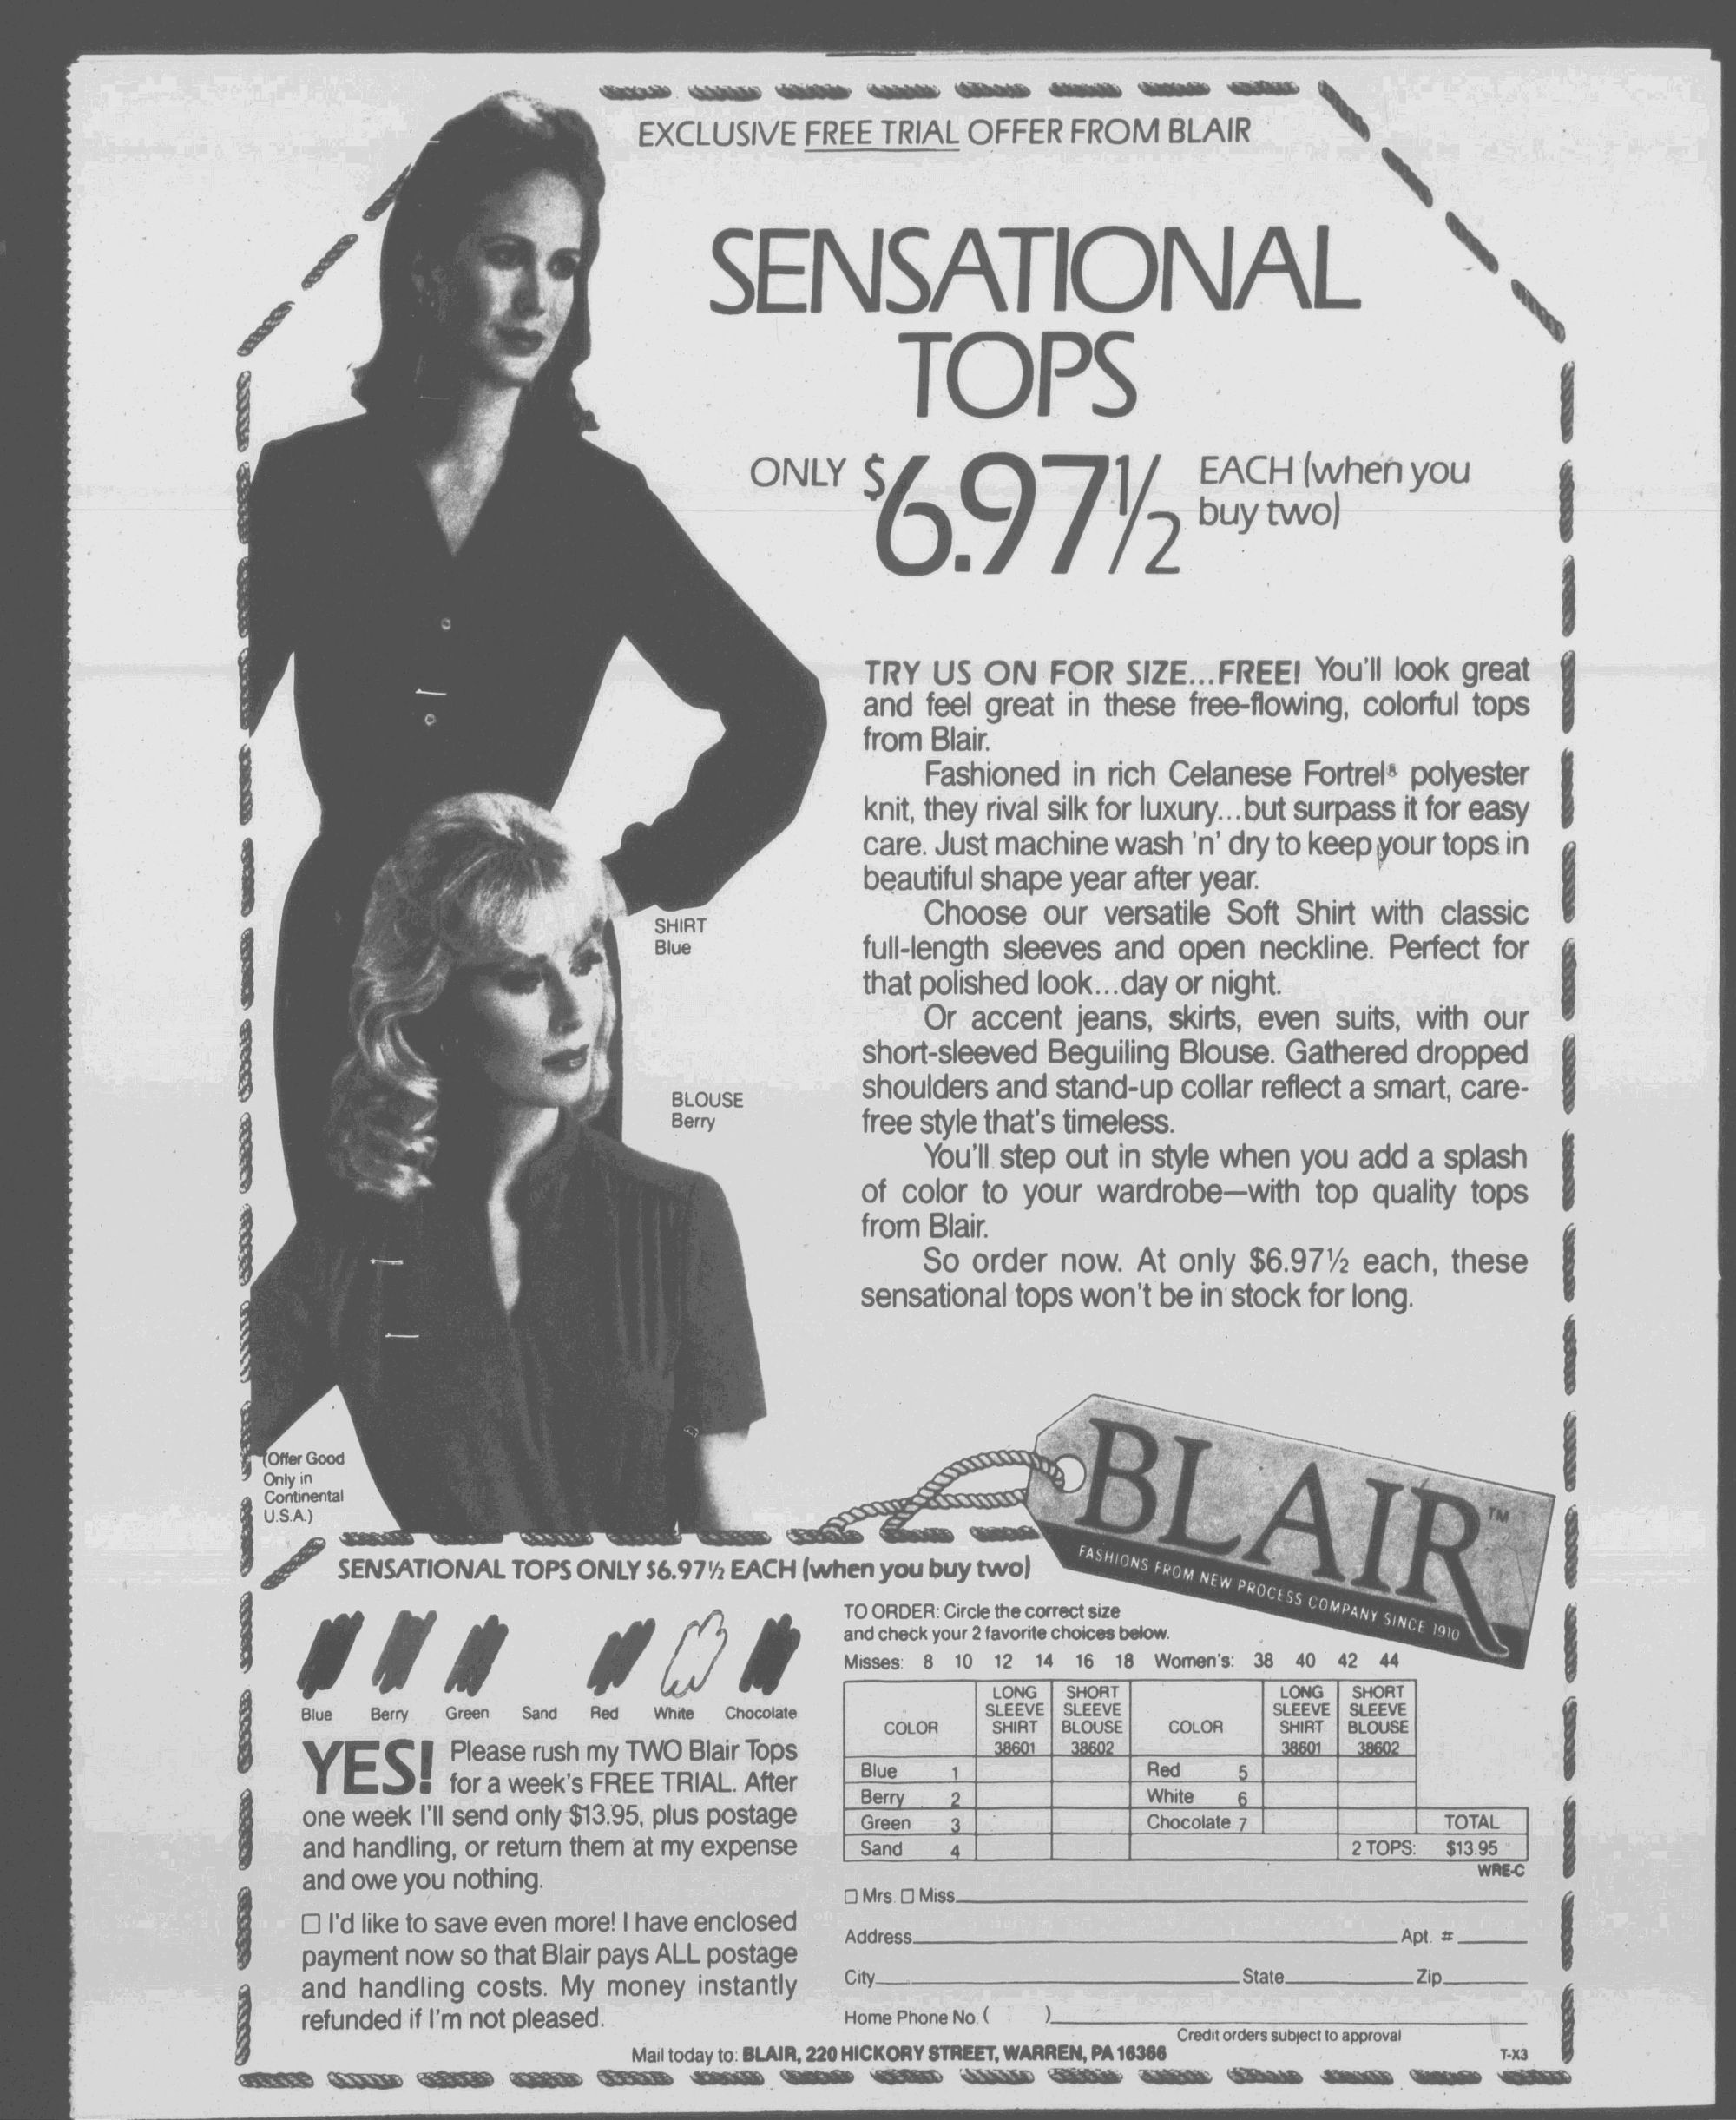 EXCLUSIVE FREE TRIAL OFFER FROM BLAIR
SENSATIONAL
TOPS
ONLY $6.97½ EACH (when you
buy two)
TRY US ON FOR SIZE...FREE! You'll look great
and feel great in these free-flowing, colorful tops
from Blair.
Fashioned in rich Celanese Fortrel® polyester
knit, they rival silk for luxury...but surpass it for easy
care. Just machine wash 'n' dry to keep your tops in
beautiful shape year after year.
Choose our versatile Soft Shirt with classic
full-length sleeves and open neckline. Perfect for
that polished look...day or night.
Or accent jeans, skirts, even suits, with our
short-sleeved Beguiling Blouse. Gathered dropped
shoulders and stand-up collar reflect a smart, care-
free style that's timeless.
You'll step out in style when you add a splash
of color to your wardrobe—with top quality tops
from Blair.
So order now. At only $6.97½ each, these
sensational tops won't be in stock for long.
SHIRT
Blue
BLOUSE
Berry
(Offer Good
Only in
Continental
U.S.A.)
BLAIR™
FASHIONS FROM NEW PROCESS COMPANY SINCE 1910
SENSATIONAL TOPS ONLY $6.97½ EACH (when you buy two)
Blue Berry Green Sand Red White Chocolate
YES! Please rush my TWO Blair Tops
for a week's FREE TRIAL. After
one week I'll send only $13.95, plus postage
and handling, or return them at my expense
and owe you nothing.
☐ I'd like to save even more! I have enclosed
payment now so that Blair pays ALL postage
and handling costs. My money instantly
refunded if I'm not pleased.
TO ORDER: Circle the correct size
and check your 2 favorite choices below.
Misses: 8 10 12 14 16 18 Women's: 38 40 42 44
COLOR LONG SLEEVE SHIRT 38601 SHORT SLEEVE BLOUSE 38602 COLOR LONG SLEEVE SHIRT 38601 SHORT SLEEVE BLOUSE 38602
Blue 1 Red 5
Berry 2 White 6
Green 3 Chocolate 7 TOTAL
Sand 4 2 TOPS: $13.95
WRE-C
☐ Mrs. ☐ Miss
Address Apt. #
City State Zip
Home Phone No. ( )
Credit orders subject to approval
Mail today to: BLAIR, 220 HICKORY STREET, WARREN, PA 16366
T-X3